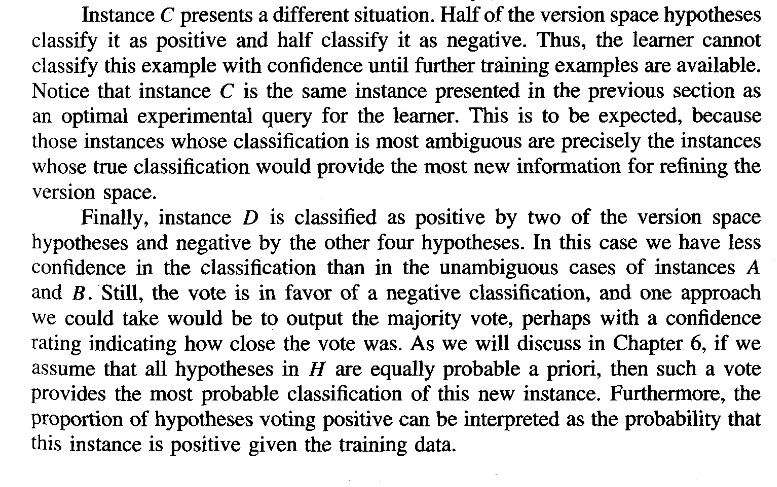 Instance C presents a different situation. Half of the version space hypotheses
classify it as positive and half classify it as negative. Thus, the learner cannot
classify this example with confidence until further training examples are available.
Notice that instance C is the same instance presented in the previous section as
an optimal experimental query for the learner. This is to be expected, because
those instances whose classification is most ambiguous are precisely the instances
whose true classification would provide the most new information for refining the
version space.
Finally, instance D is classified as positive by two of the version space
hypotheses and negative by the other four hypotheses. In this case we have less
confidence in the classification than in the unambiguous cases of instances A
and B. Still, the vote is in favor of a negative classification, and one approach
we could take would be to output the majority vote, perhaps with a confidence
rating indicating how close the vote was. As we will discuss in Chapter 6, if we
assume that all hypotheses in H are equally probable a priori, then such a vote
provides the most probable classification of this new instance. Furthermore, the
proportion of hypotheses voting positive can be interpreted as the probability that
this instance is positive given the training data.